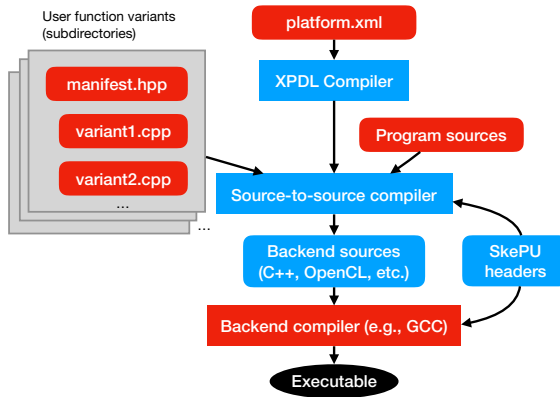 User function variants
(subdirectories)
platform.xml
manifest.hpp
XPDL Compiler
variant1.cpp
Program sources
variant2.cpp
...
Source-to-source compiler
...
Backend sources
(C++, OpenCL, etc.)
SkePU
headers
Backend compiler (e.g., GCC)
Executable